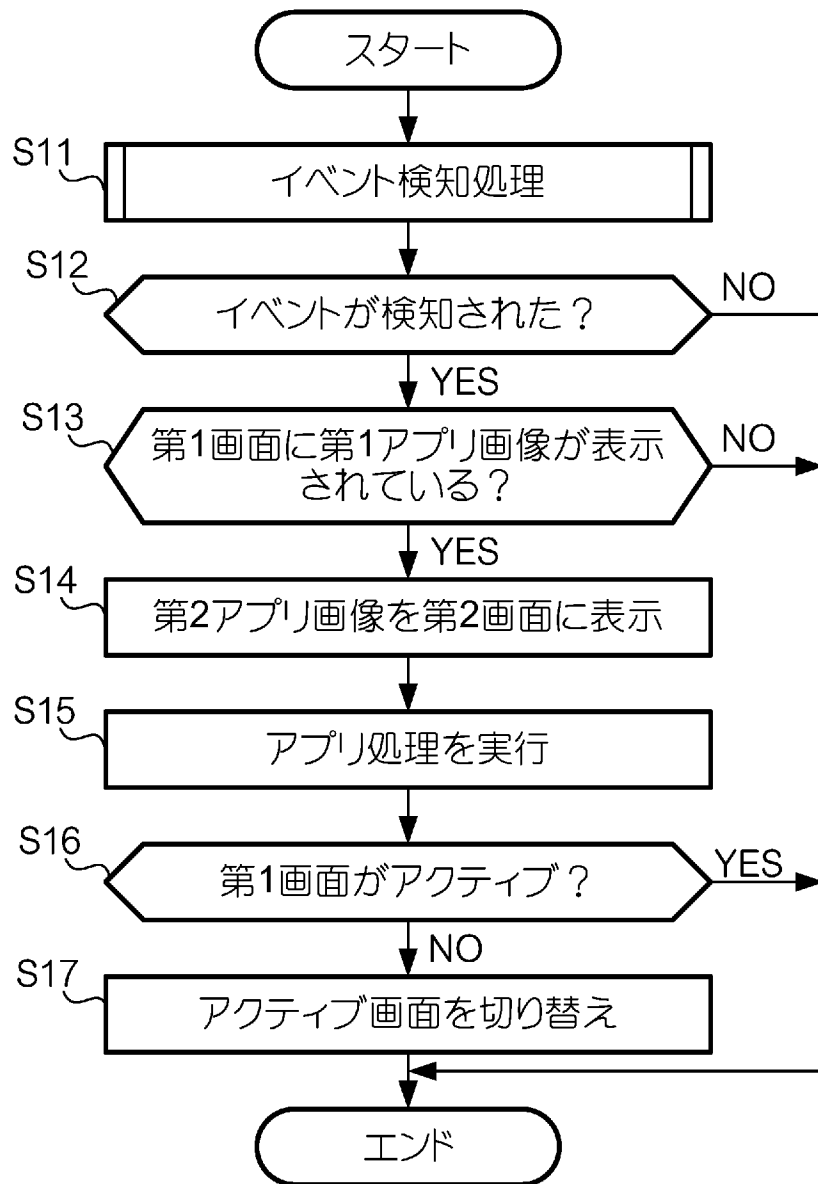 スタート
S11
イベント検知処理
S12
イベントが検知された？
NO
YES
S13
第1画面に第1アプリ画像が表示
されている？
NO
YES
S14
第2アプリ画像を第2画面に表示
S15
アプリ処理を実行
S16
第1画面がアクティブ？
YES
NO
S17
アクティブ画面を切り替え
エンド